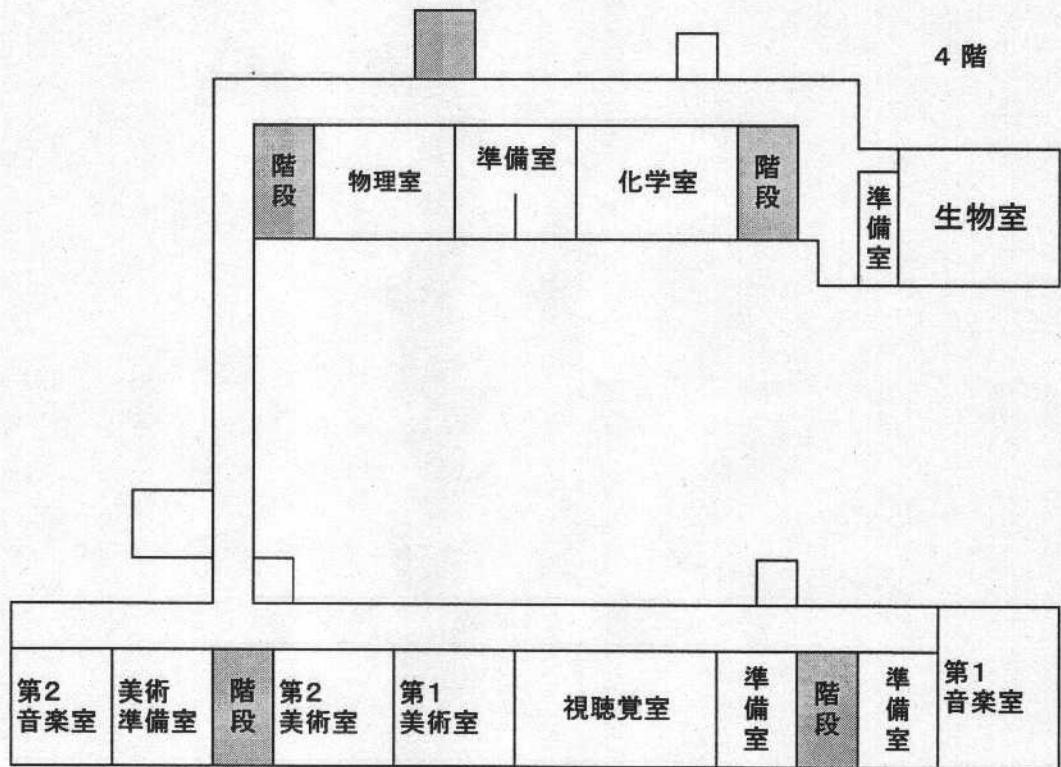 4 階
階段
物理室
準備室
化学室
階段
準備室
生物室
第2
音楽室
美術
準備室
階段
第2
美術室
第1
美術室
視聴覚室
準備室
階段
準備室
第1
音楽室